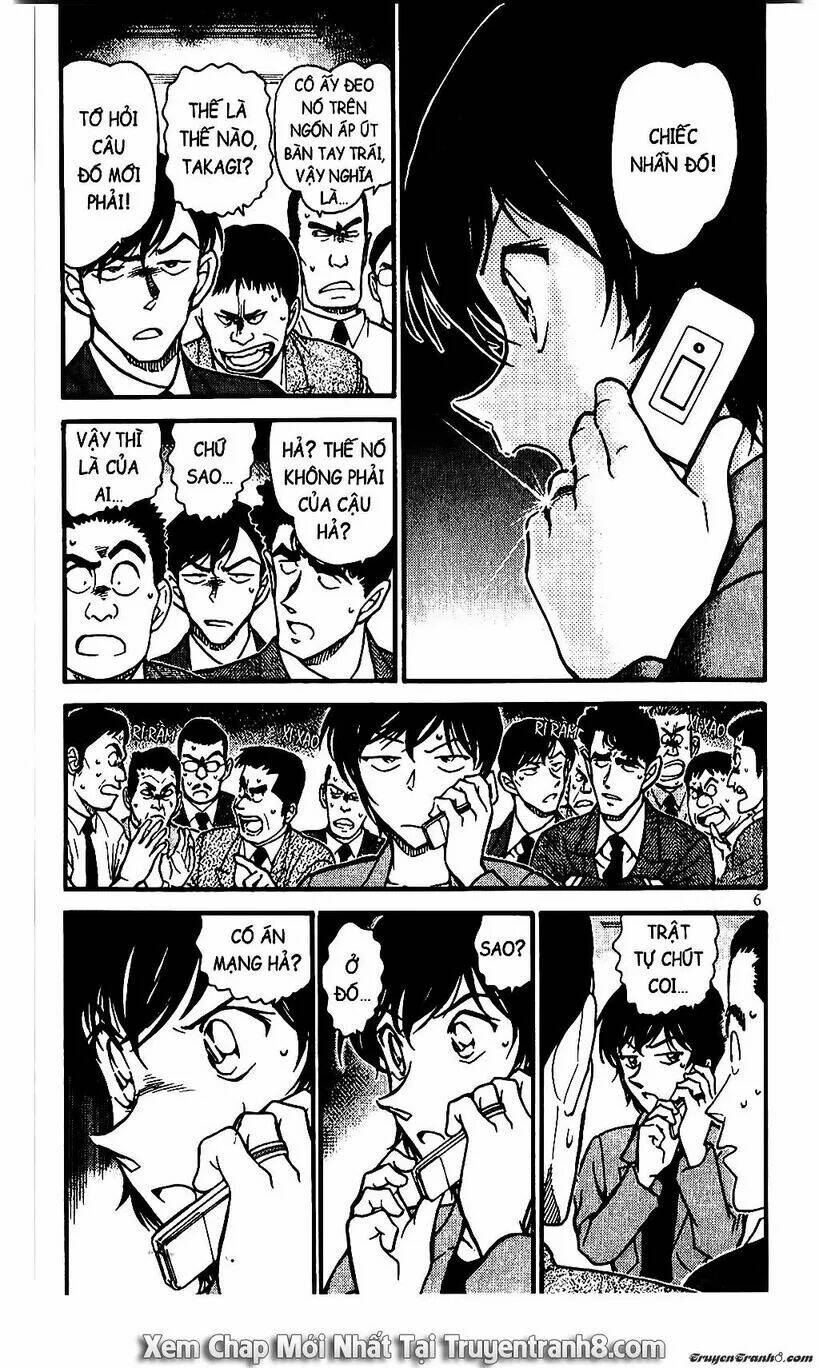 CHIẾC
NHẪN ĐÓ!
CÔ ẤY ĐEO
NÓ TRÊN
NGÓN ÁP ÚT
BÀN TAY TRÁI,
VẬY NGHĨA
LÀ...
THẾ LÀ
THẾ NÀO,
TAKAGI?
TỚ HỎI
CÂU
ĐÓ MỚI
PHẢI!
HẢ? THẾ NÓ
KHÔNG PHẢI
CỦA CẬU
HẢ?
CHỨ
SAO...
VẬY THÌ
LÀ CỦA
AI...
XÌ XÀO
RÌ RẦM
XÌ XÀO
RÌ RẦM
6
TRẬT
TỰ CHÚT
COI...
SAO?
Ở
ĐÓ...
CÓ ÁN
MẠNG HẢ?
Xem Chap Mới Nhất Tại Truyentranh8.com
TruyenTranh8.com